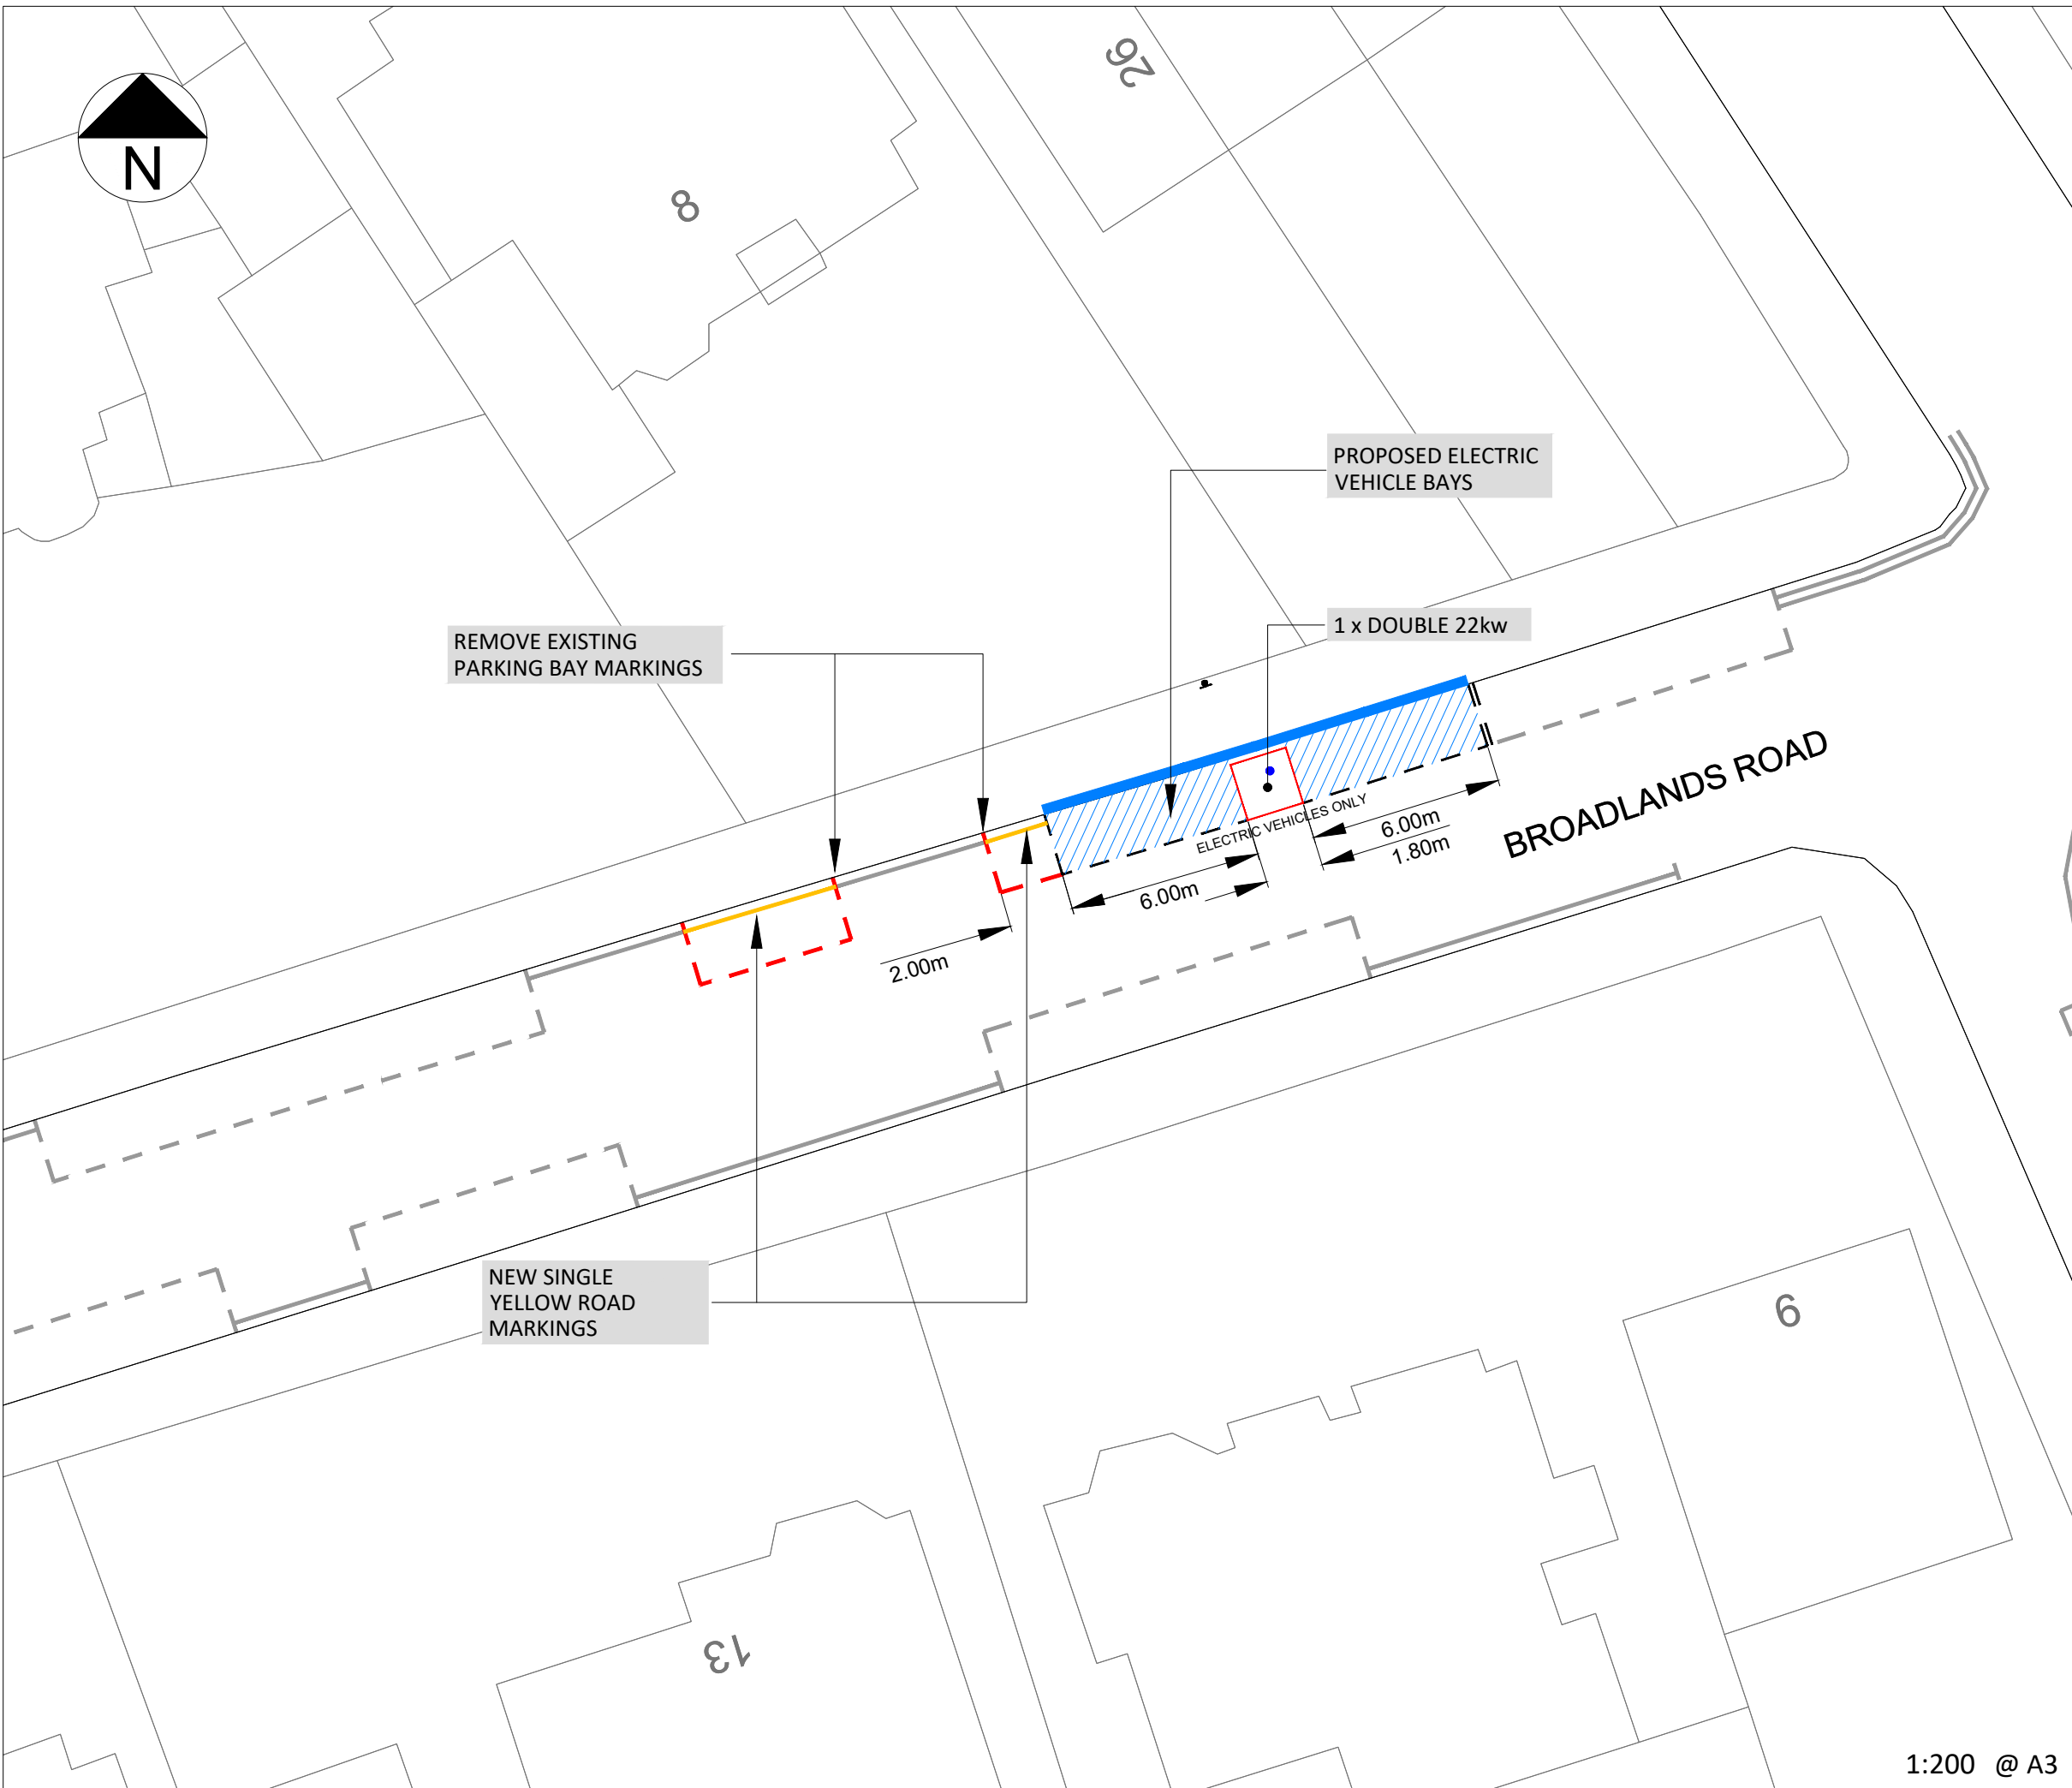 26
N
8
PROPOSED ELECTRIC
VEHICLE BAYS
1 x DOUBLE 22kw
REMOVE EXISTING
PARKING BAY MARKINGS
BROADLANDS ROAD
ELECTRIC VEHICLES ONLY
6.00m
1.80m
6.00m
2.00m
NEW SINGLE
YELLOW ROAD
MARKINGS
9
13
1:200 @ A3